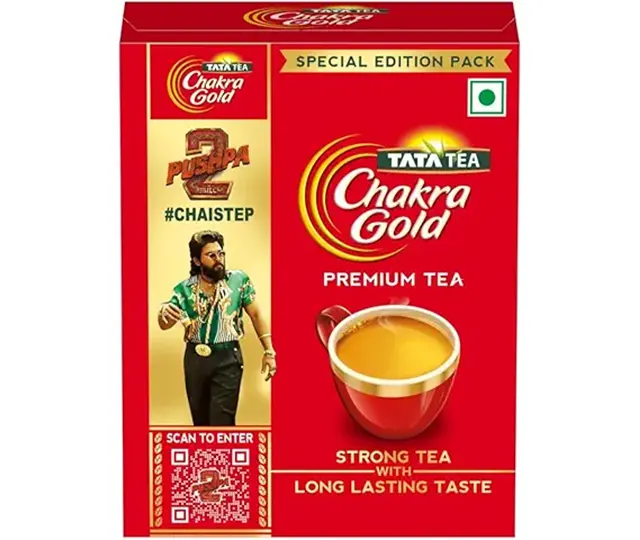 TATA TEA
Chakra
Gold
PUSHPA
2
#CHAISTEP
SCAN TO ENTER
SPECIAL EDITION PACK
TATA TEA
Chakra
Gold
PREMIUM TEA
STRONG TEA
WITH
LONG LASTING TASTE